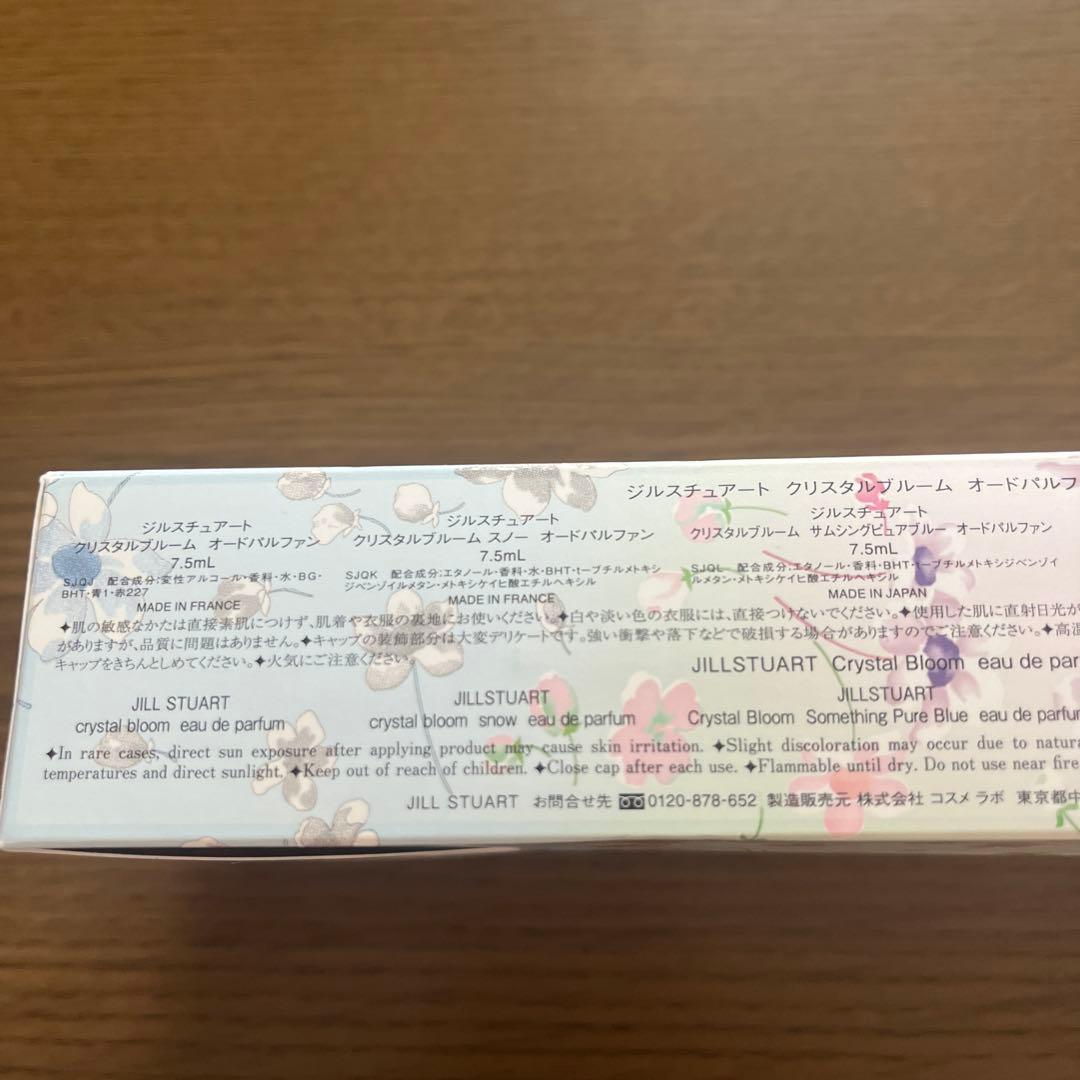 ジルスチュアート クリスタルブルーム オードパルファ
ジルスチュアート
クリスタルブルーム オードパルファン
7.5mL
SJQJ 配合成分;変性アルコール・香料・水・BG・
BHT・青1・赤227
MADE IN FRANCE
ジルスチュアート
クリスタルブルーム スノー オードパルファン
7.5mL
SJQK 配合成分;エタノール・香料・水・BHT・t-ブチルメトキシ
ジベンゾイルメタン・メトキシケイヒ酸エチルヘキシル
MADE IN FRANCE
ジルスチュアート
クリスタルブルーム サムシングピュアブルー オードパルファン
7.5mL
SJQL 配合成分;エタノール・香料・水・BHT・t-ブチルメトキシジベンゾイ
ルメタン・メトキシケイヒ酸エチルヘキシル
MADE IN JAPAN
✦肌の敏感なかたは直接素肌につけず、肌着や衣服の裏地にお使いください。✦白や淡い色の衣服には、直接つけないでください。✦使用した肌に直射日光が
がありますが、品質に問題はありません。✦キャップの装飾部分は大変デリケートです。強い衝撃や落下などで破損する場合がありますのでご注意ください。✦高温
キャップをきちんとしめてください。✦火気にご注意ください。
JILLSTUART Crystal Bloom eau de par
JILL STUART
crystal bloom eau de parfum
JILLSTUART
crystal bloom snow eau de parfum
JILLSTUART
Crystal Bloom Something Pure Blue eau de parfum
✦In rare cases, direct sun exposure after applying product may cause skin irritation. ✦Slight discoloration may occur due to natura
temperatures and direct sunlight. ✦Keep out of reach of children. ✦Close cap after each use. ✦Flammable until dry. Do not use near fire
JILL STUART お問合せ先 0120-878-652 製造販売元 株式会社 コスメ ラボ 東京都中